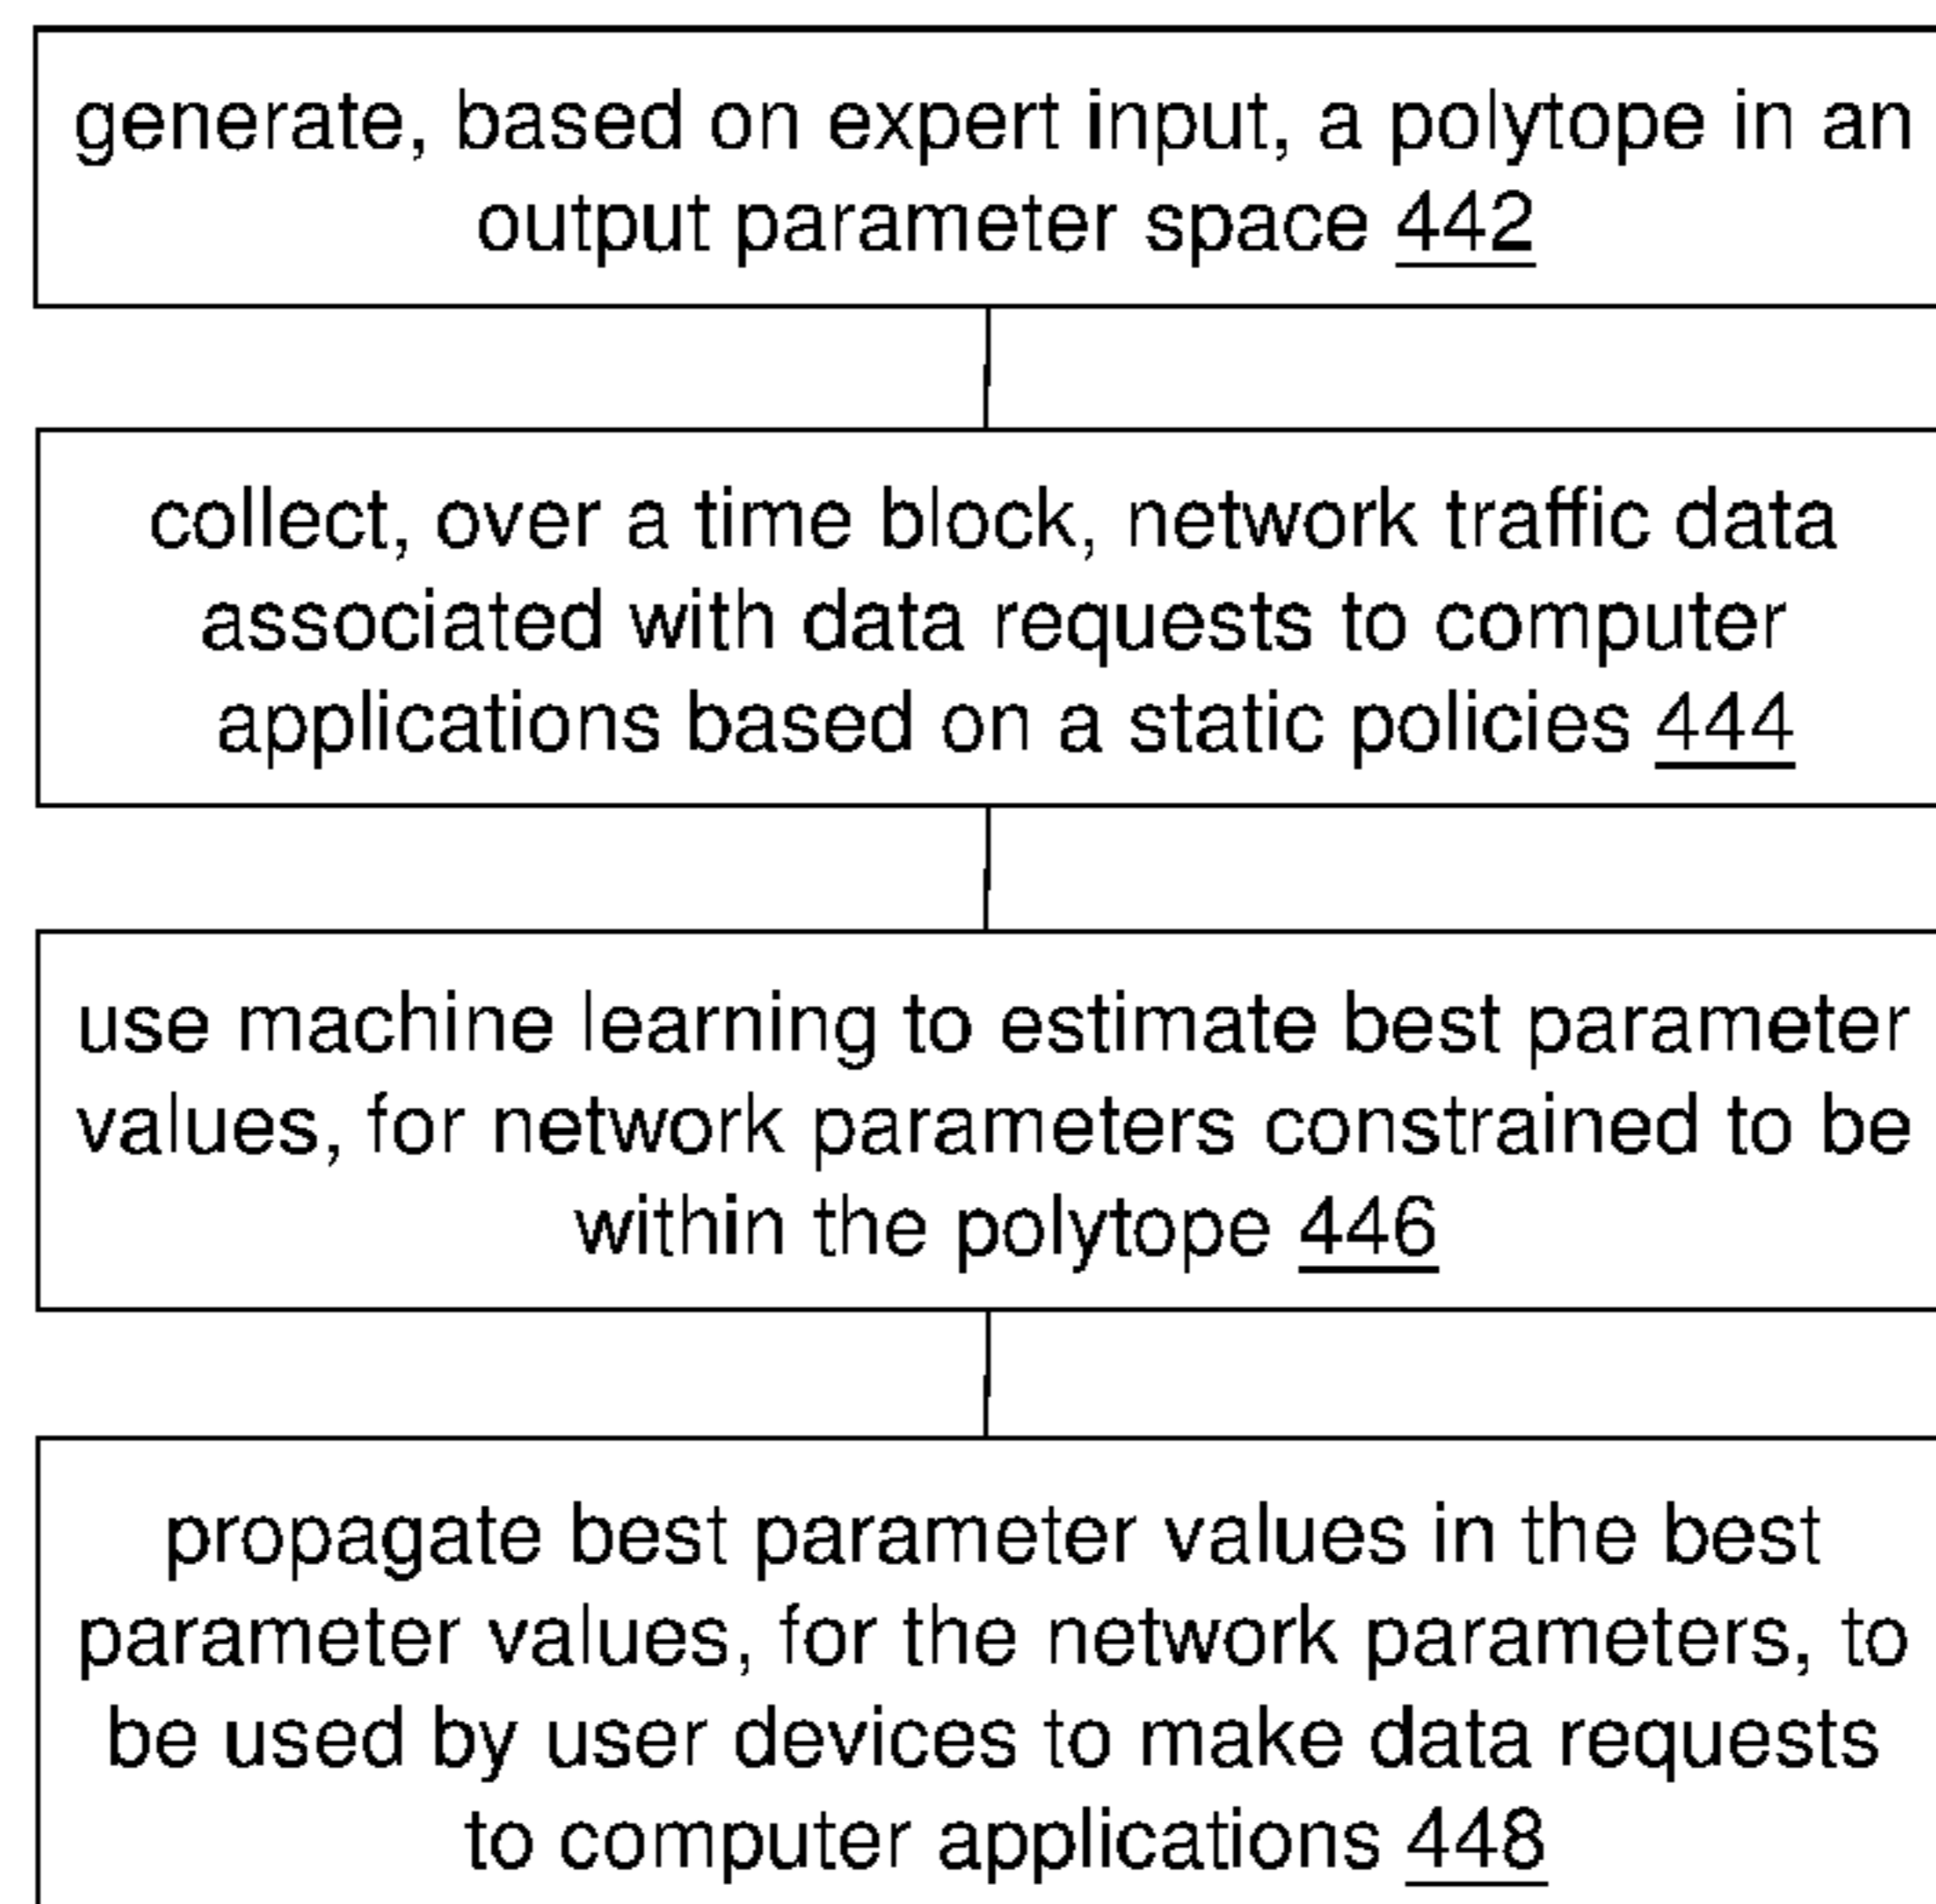 generate, based on expert input, a polytope in an
output parameter space 442
collect, over a time block, network traffic data
associated with data requests to computer
applications based on a static policies 444
use machine learning to estimate best parameter
values, for network parameters constrained to be
within the polytope 446
propagate best parameter values in the best
parameter values, for the network parameters, to
be used by user devices to make data requests
to computer applications 448